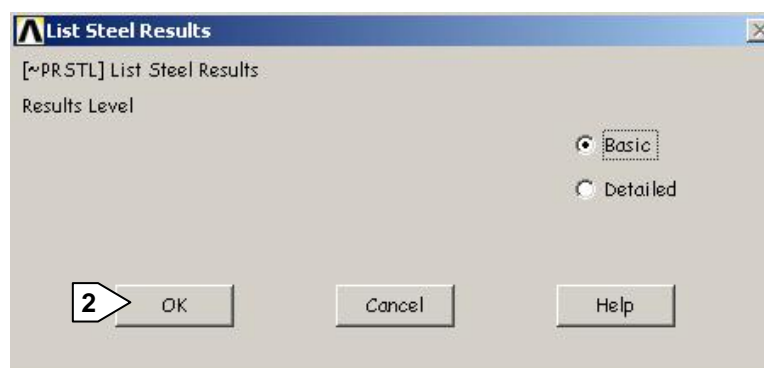 List Steel Results
[~PRSTL] List Steel Results
Results Level
Basic
Detailed
2 OK Cancel Help